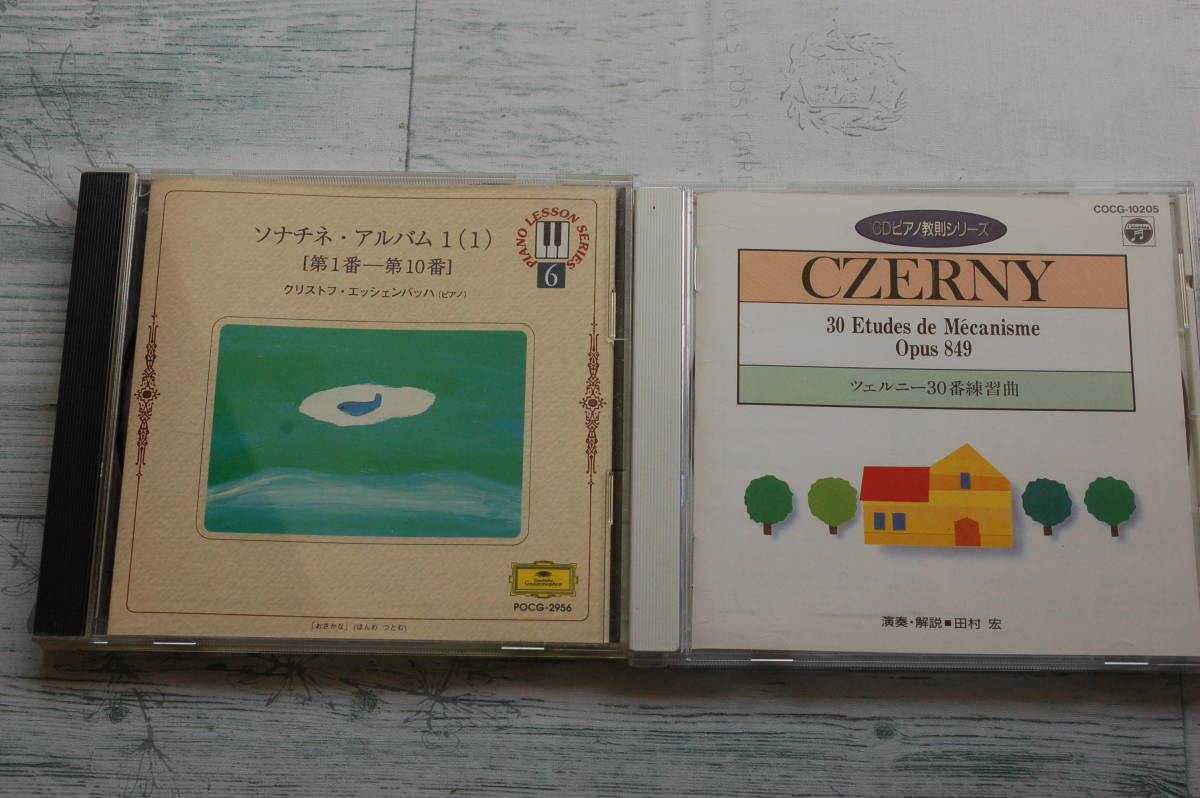 ソナチネ・アルバム 1 (1)
[第1番—第10番]
クリストフ・エッシェンバッハ (ピアノ)
PIANO LESSON SERIES
6
Deutsche
Grammophon
POCG-2956
「おさかな」(ほんめ つとむ)
COCG-10205
Columbia
CDピアノ教則シリーズ
CZERNY
30 Etudes de Mécanisme
Opus 849
ツェルニー30番練習曲
演奏・解説■田村 宏